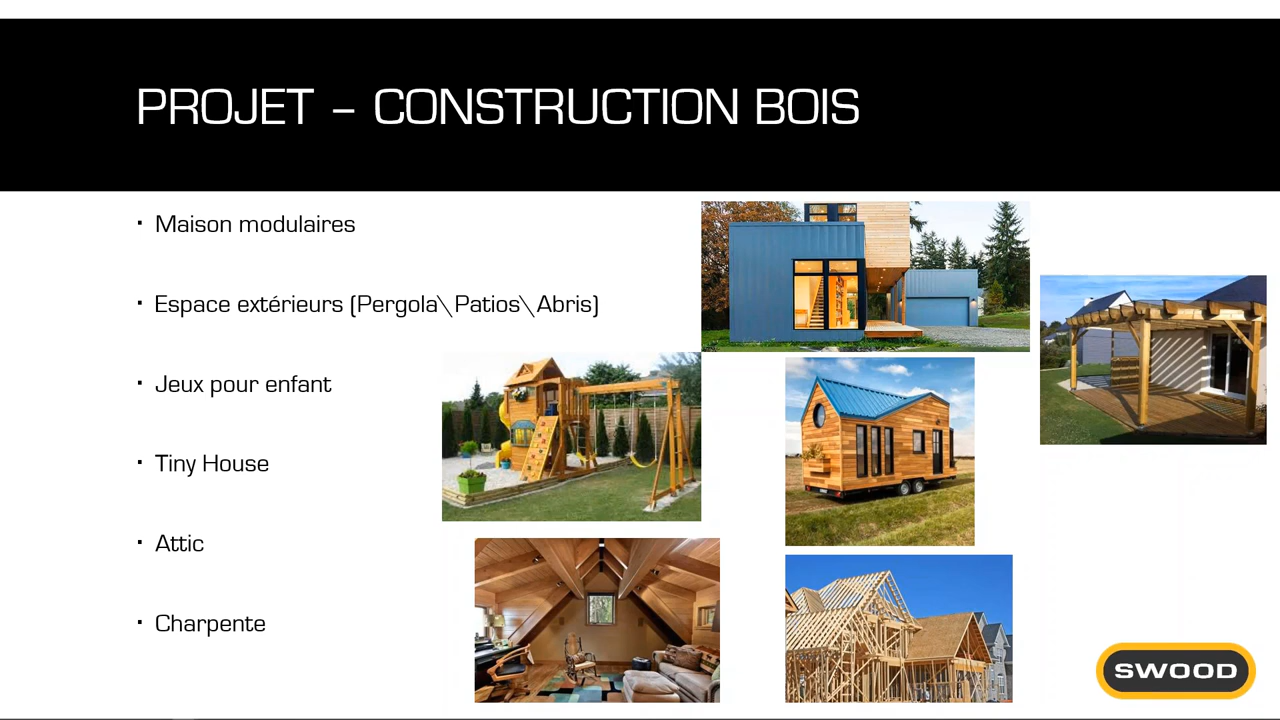 PROJET – CONSTRUCTION BOIS
▪ Maison modulaires
▪ Espace extérieurs (Pergola\Patios\Abris)
▪ Jeux pour enfant
▪ Tiny House
▪ Attic
▪ Charpente
SWOOD